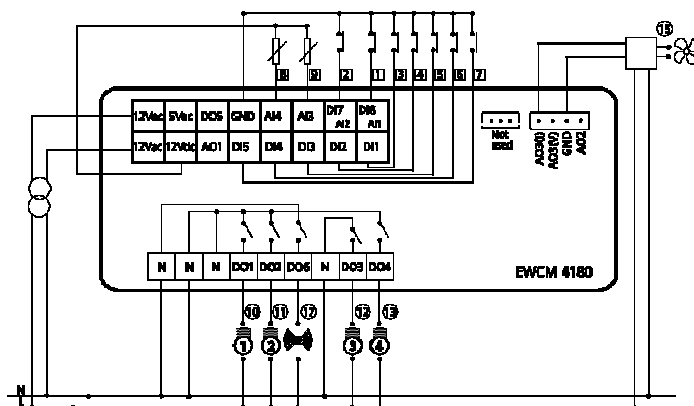 15
8 9 2 1 3 4 5 6 7
12Vac 5Vac DO5 GND AI4 AI3 DI7 AI2 DI6 AI1
12Vac 12Vdc AO1 DI5 DI4 DI3 DI2 DI1
Not used
AO3(I) AO3(V) GND AO2
N N N DO1 DO2 DO6 N DO3 DO4
EWCM 4180
10 11 17 12 13
1 2 3 4
N
L